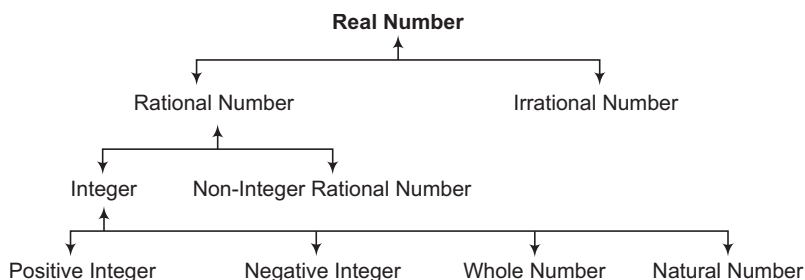 Real Number
Rational Number Irrational Number
Integer Non-Integer Rational Number
Positive Integer Negative Integer Whole Number Natural Number